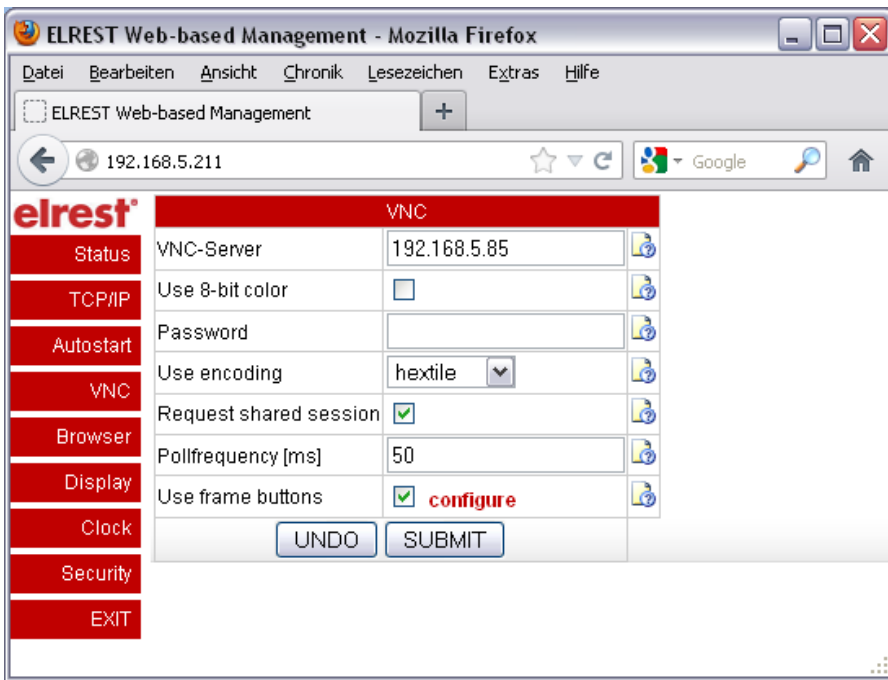 ELREST Web-based Management - Mozilla Firefox
Datei Bearbeiten Ansicht Chronik Lesezeichen Extras Hilfe
ELREST Web-based Management +
192.168.5.211 Google
elrest
VNC
Status
TCP/IP
Autostart
VNC
Browser
Display
Clock
Security
EXIT
VNC-Server 192.168.5.85
Use 8-bit color
Password
Use encoding hextile
Request shared session
Pollfrequency [ms] 50
Use frame buttons configure
UNDO SUBMIT